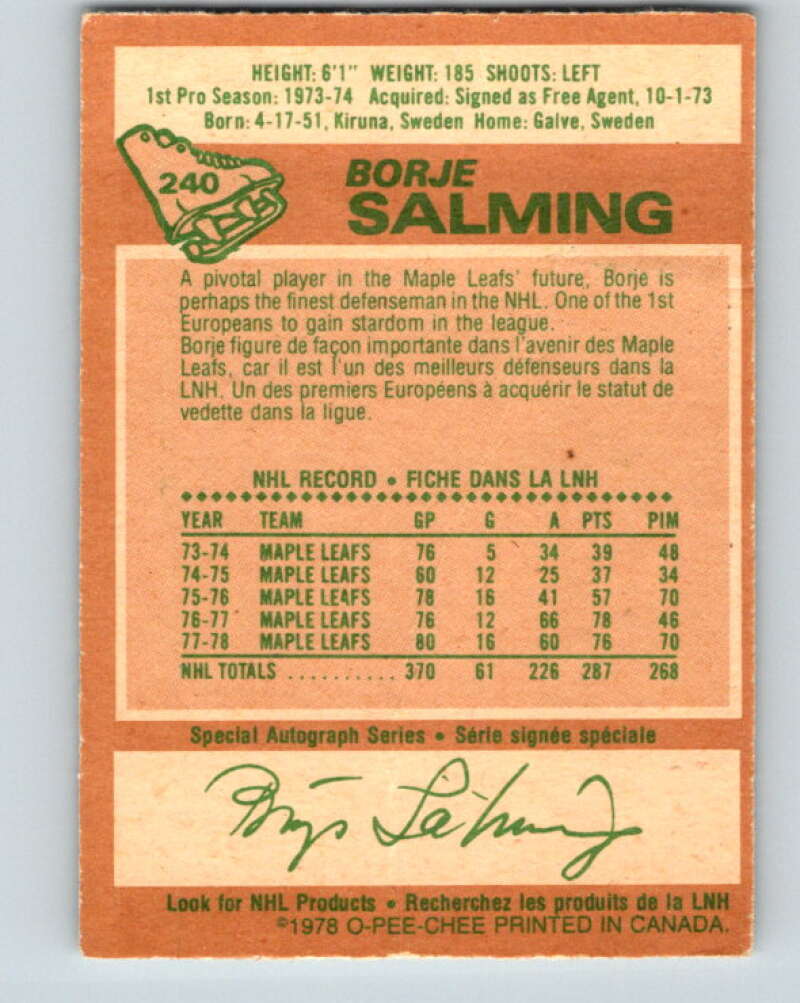 HEIGHT: 6'1" WEIGHT: 185 SHOOTS: LEFT
1st Pro Season: 1973-74 Acquired: Signed as Free Agent, 10-1-73
Born: 4-17-51, Kiruna, Sweden Home: Galve, Sweden
240
BORJE
SALMING
A pivotal player in the Maple Leafs' future, Borje is
perhaps the finest defenseman in the NHL. One of the 1st
Europeans to gain stardom in the league.
Borje figure de façon importante dans l'avenir des Maple
Leafs, car il est l'un des meilleurs défenseurs dans la
LNH. Un des premiers Européens à acquérir le statut de
vedette dans la ligue.
NHL RECORD • FICHE DANS LA LNH
YEAR TEAM GP G A PTS PIM
73-74 MAPLE LEAFS 76 5 34 39 48
74-75 MAPLE LEAFS 60 12 25 37 34
75-76 MAPLE LEAFS 78 16 41 57 70
76-77 MAPLE LEAFS 76 12 66 78 46
77-78 MAPLE LEAFS 80 16 60 76 70
NHL TOTALS .......... 370 61 226 287 268
Special Autograph Series • Série signée spéciale
Börje Salming
Look for NHL Products • Recherchez les produits de la LNH
©1978 O-PEE-CHEE PRINTED IN CANADA.